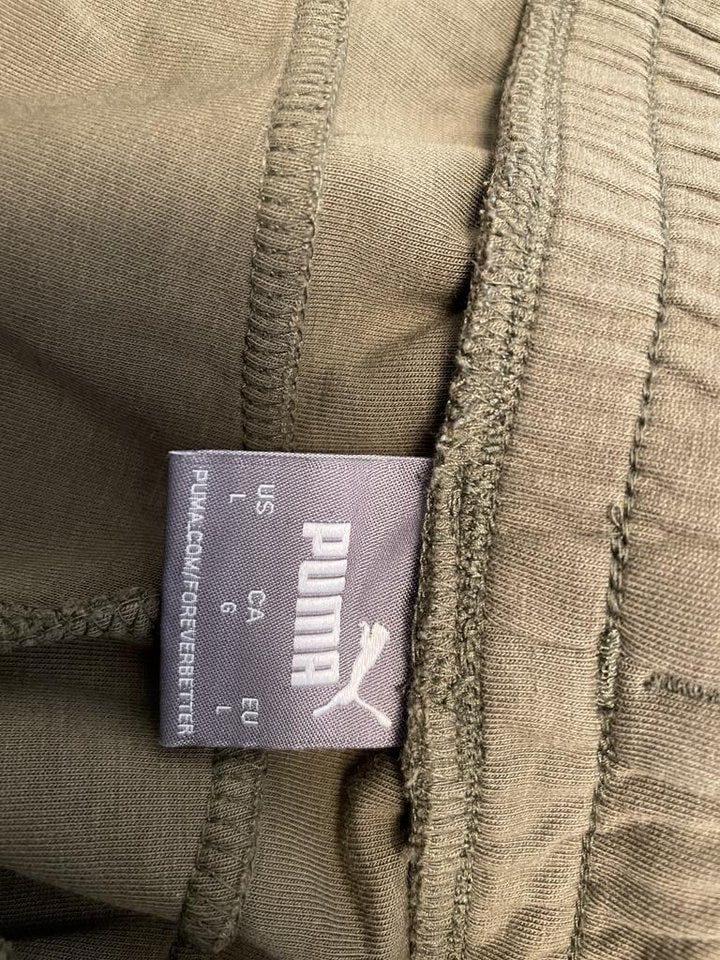 PUMA
US CA EU
L G L
PUMA.COM/FOREVERBETTER